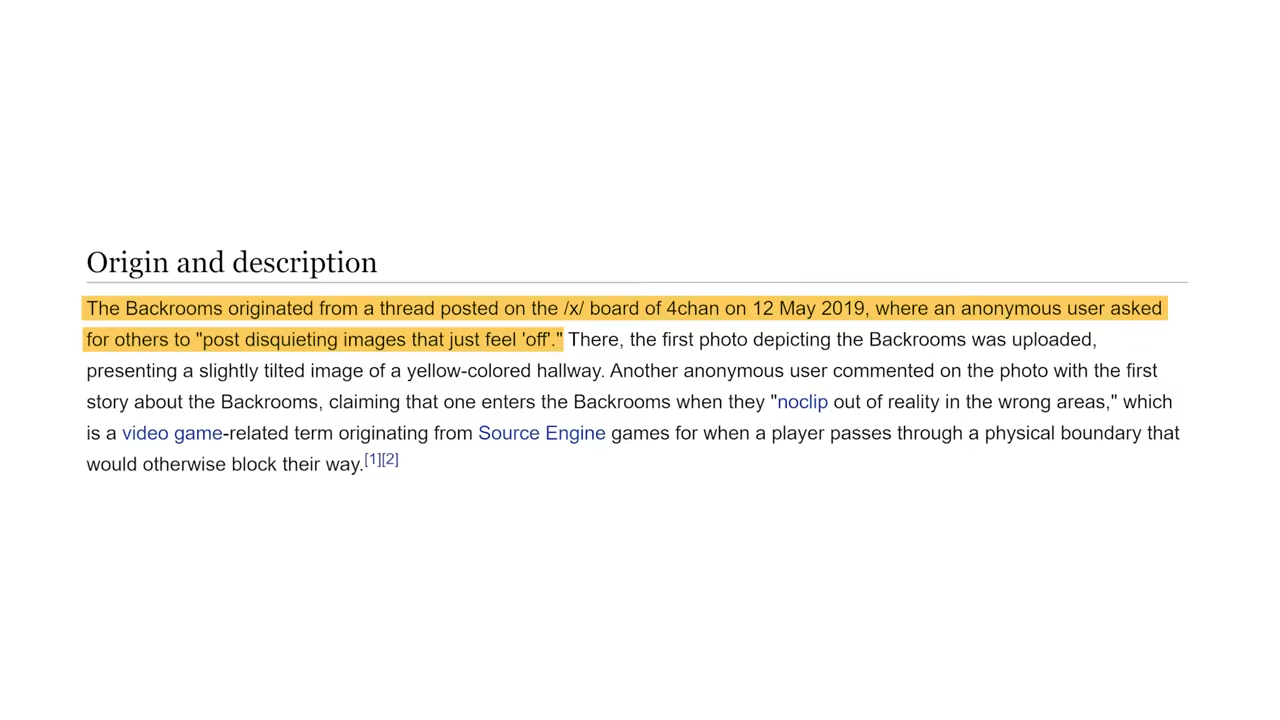 Origin and description
The Backrooms originated from a thread posted on the /x/ board of 4chan on 12 May 2019, where an anonymous user asked
for others to "post disquieting images that just feel 'off'." There, the first photo depicting the Backrooms was uploaded,
presenting a slightly tilted image of a yellow-colored hallway. Another anonymous user commented on the photo with the first
story about the Backrooms, claiming that one enters the Backrooms when they "noclip out of reality in the wrong areas," which
is a video game-related term originating from Source Engine games for when a player passes through a physical boundary that
would otherwise block their way.[1][2]